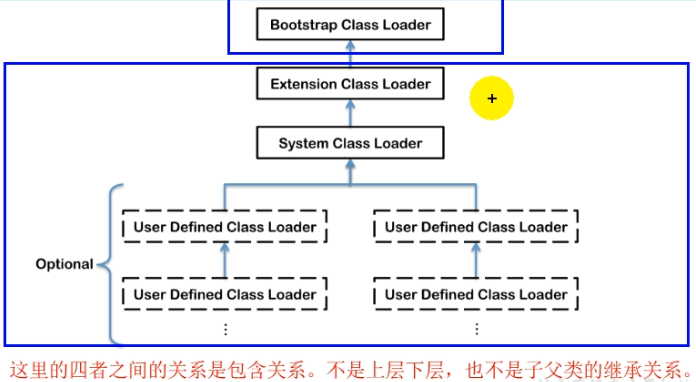 Bootstrap Class Loader
Extension Class Loader
System Class Loader
User Defined Class Loader
User Defined Class Loader
Optional
User Defined Class Loader
User Defined Class Loader
这里的四者之间的关系是包含关系。不是上层下层，也不是子父类的继承关系。